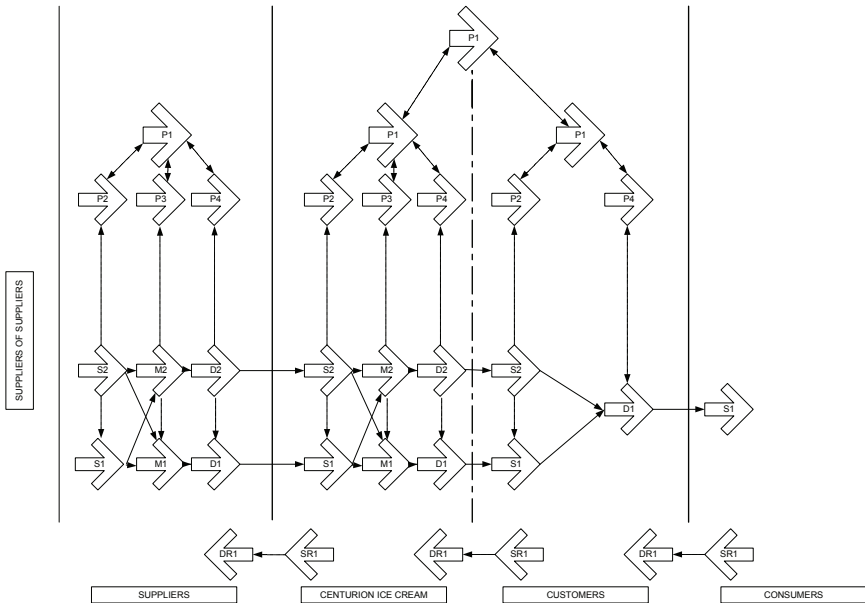 P1
P1
P1
P1
P2
P3
P4
P2
P3
P4
P2
P4
SUPPLIERS OF SUPPLIERS
S2
M2
D2
S2
M2
D2
S2
D1
S1
S1
M1
D1
S1
M1
D1
S1
DR1
SR1
DR1
SR1
DR1
SR1
SUPPLIERS
CENTURION ICE CREAM
CUSTOMERS
CONSUMERS